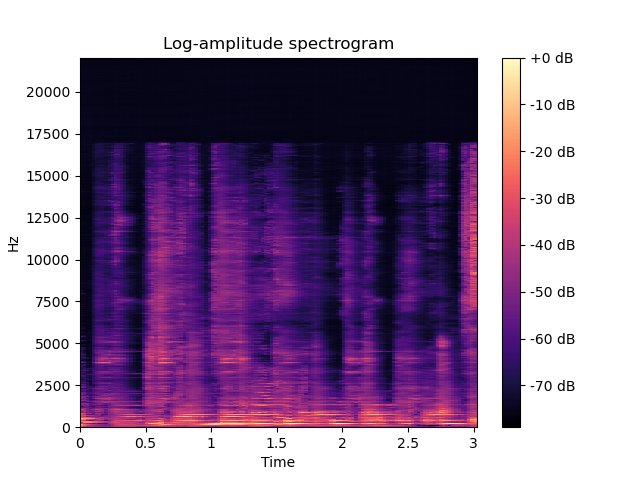 Log-amplitude spectrogram
20000
17500
15000
12500
10000
7500
5000
2500
0
Hz
0 0.5 1 1.5 2 2.5 3
Time
+0 dB
-10 dB
-20 dB
-30 dB
-40 dB
-50 dB
-60 dB
-70 dB